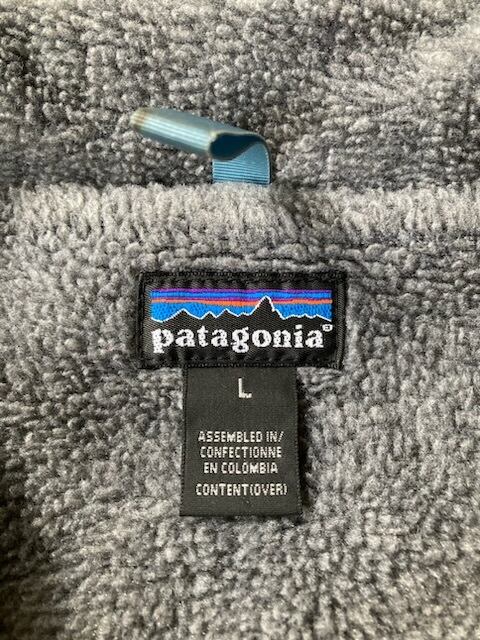 patagonia®
L
ASSEMBLED IN/
CONFECTIONNE
EN COLOMBIA
CONTENT(OVER)